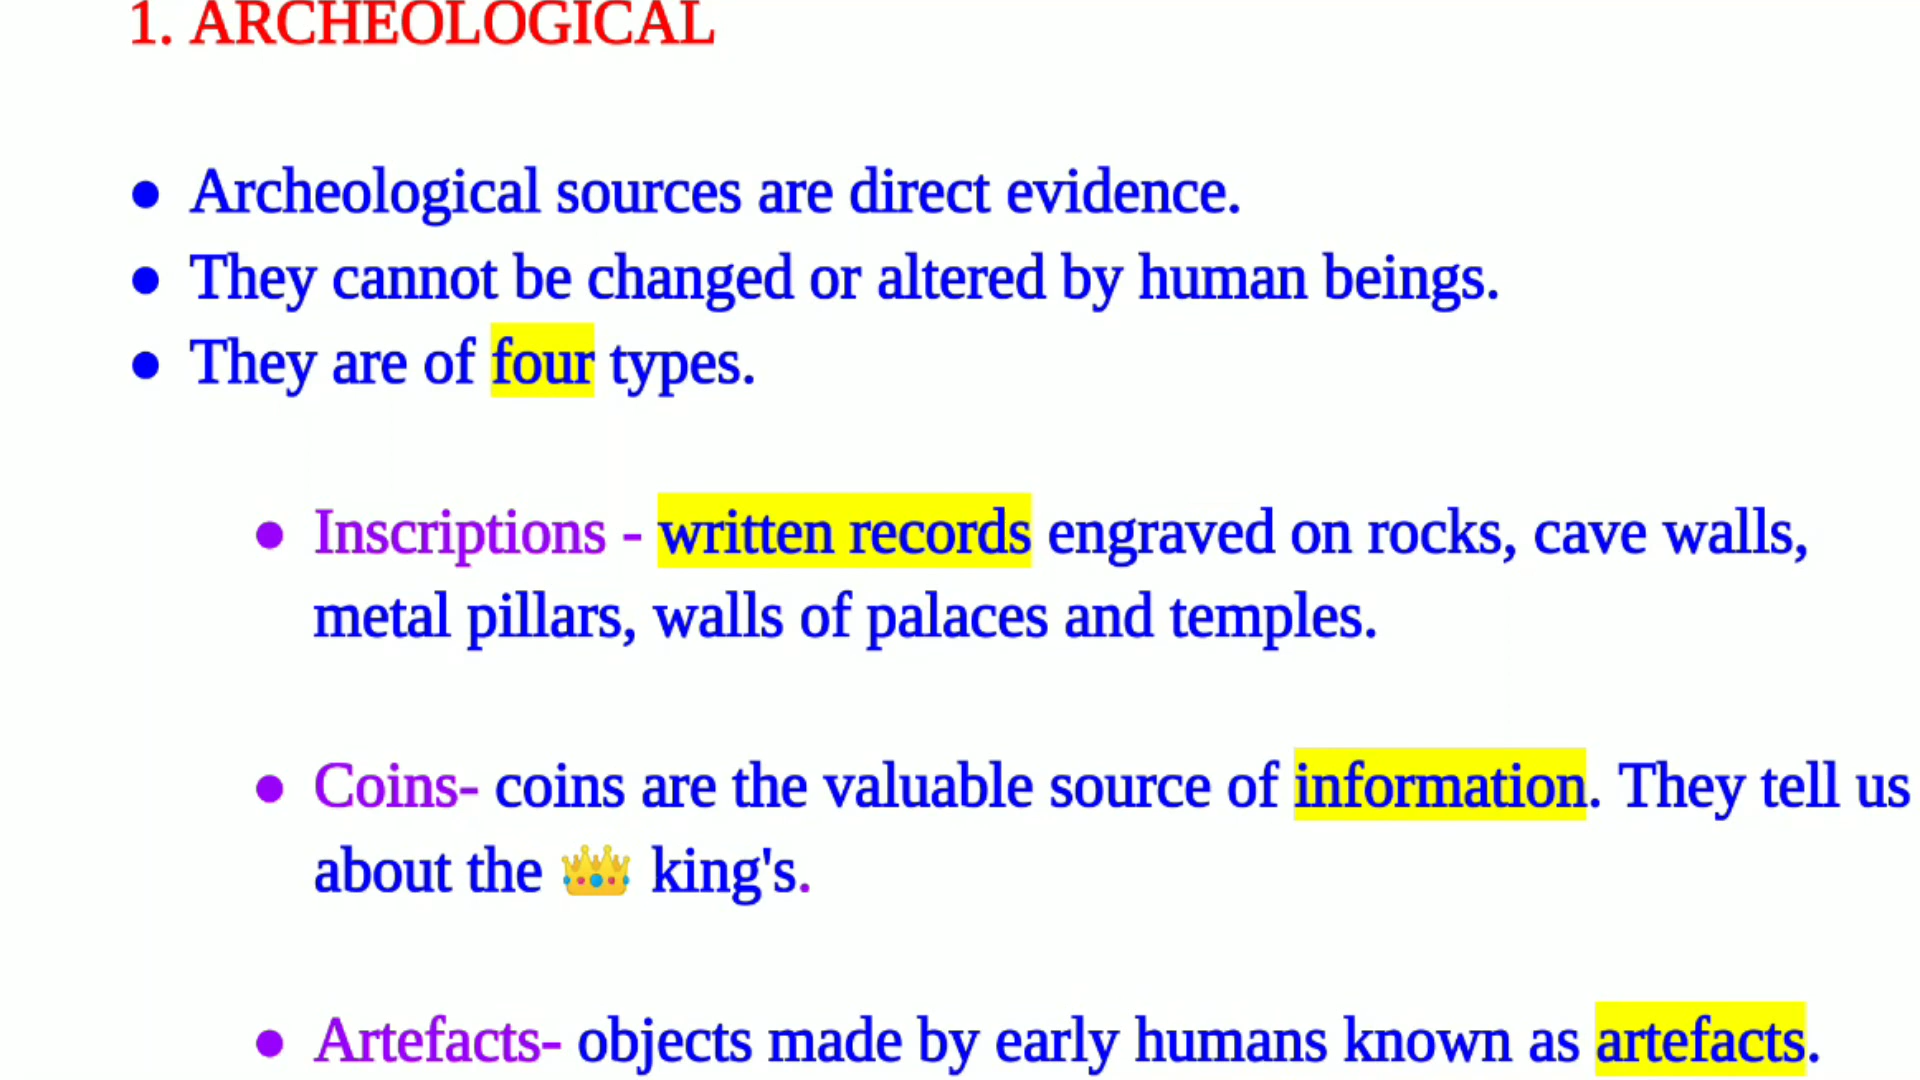 1. ARCHEOLOGICAL
● Archeological sources are direct evidence.
● They cannot be changed or altered by human beings.
● They are of four types.
● Inscriptions - written records engraved on rocks, cave walls,
metal pillars, walls of palaces and temples.
● Coins- coins are the valuable source of information. They tell us
about the 👑 king's.
● Artefacts- objects made by early humans known as artefacts.